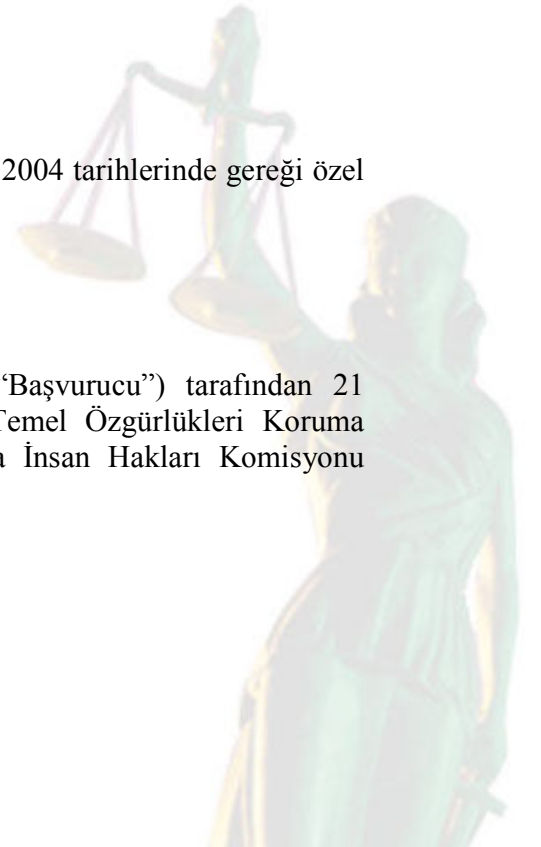 2004 tarihlerinde gereği özel
“Başvurucu”) tarafından 21
Temel Özgürlükleri Koruma
İnsan Hakları Komisyonu